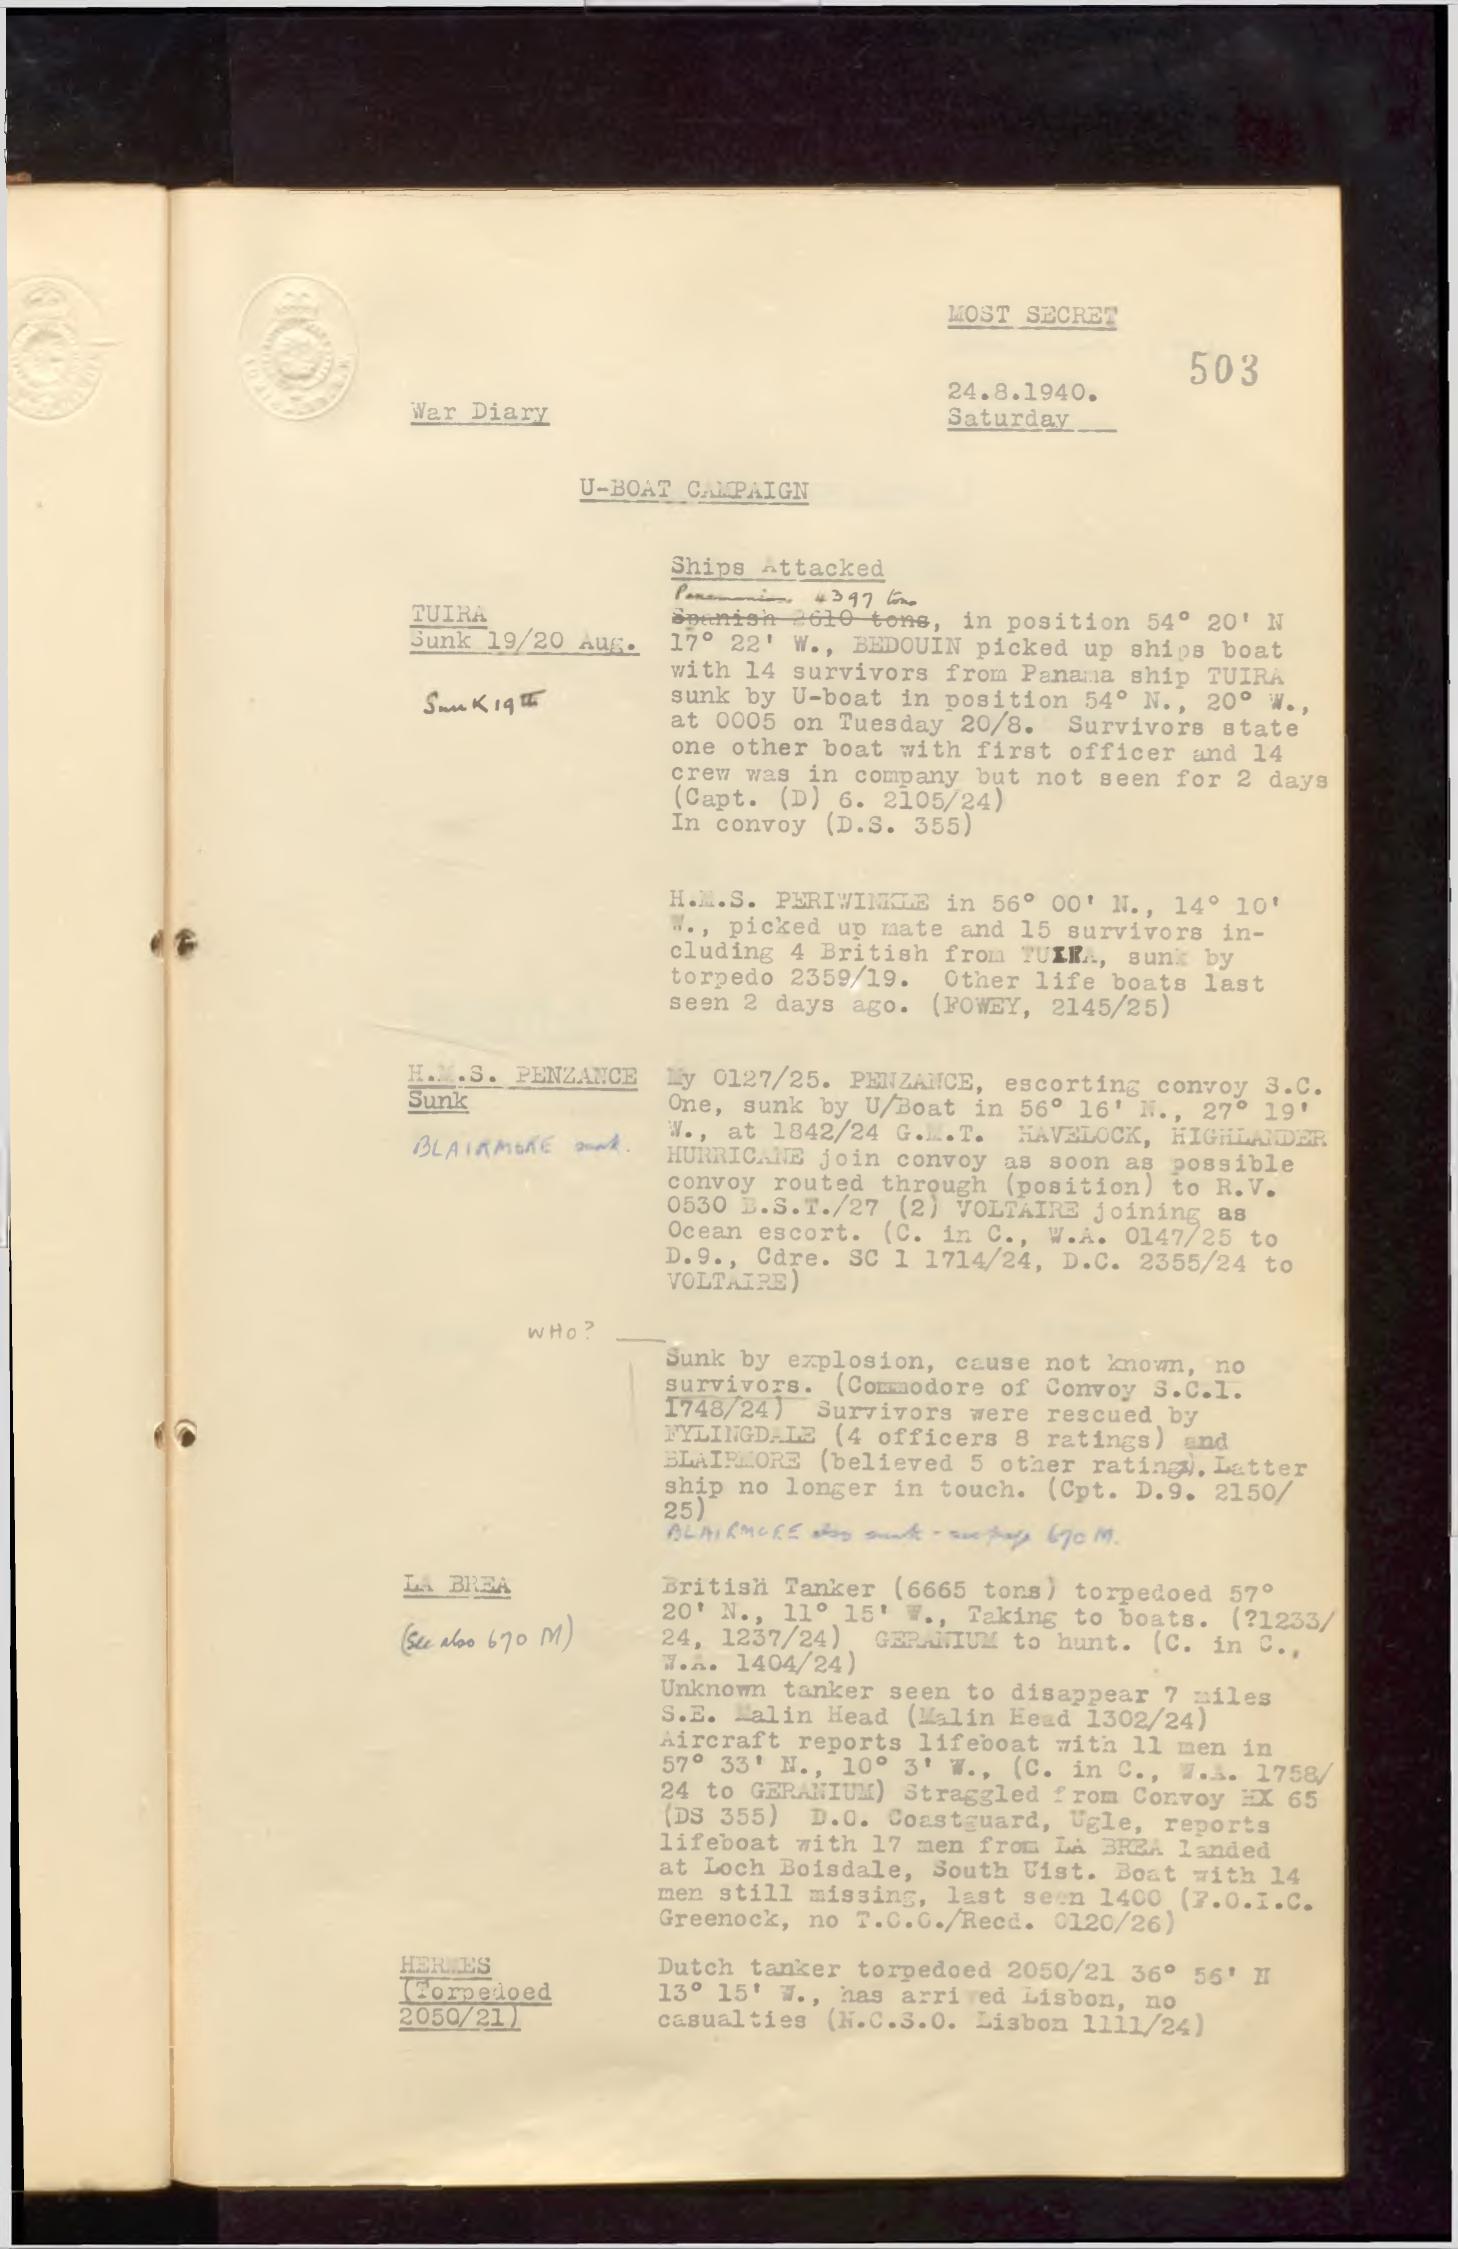 MOST SECRET
503
24.8.1940.
War Diary
Saturday
U-BOAT CAMPAIGN
Ships Attacked
Panamanian 4397 tons
TUIRA
Sunk 19/20 Aug.
Sunk 19th
Spanish 2610 tons, in position 54° 20' N
17° 22' W., BEDOUIN picked up ships boat
with 14 survivors from Panama ship TUIRA
sunk by U-boat in position 54° N., 20° W.,
at 0005 on Tuesday 20/8. Survivors state
one other boat with first officer and 14
crew was in company but not seen for 2 days
(Capt. (D) 6. 2105/24)
In convoy (D.S. 355)
H.M.S. PERIWINKLE in 56° 00' N., 14° 10'
W., picked up mate and 15 survivors in-
cluding 4 British from TUIRA, sunk by
torpedo 2359/19. Other life boats last
seen 2 days ago. (FOWEY, 2145/25)
H.M.S. PENZANCE
Sunk
BLAIRMORE sunk.
My 0127/25. PENZANCE, escorting convoy S.C.
One, sunk by U/Boat in 56° 16' N., 27° 19'
W., at 1842/24 G.M.T. HAVELOCK, HIGHLANDER
HURRICANE join convoy as soon as possible
convoy routed through (position) to R.V.
0530 B.S.T./27 (2) VOLTAIRE joining as
Ocean escort. (C. in C., W.A. 0147/25 to
D.9., Cdre. SC 1 1714/24, D.C. 2355/24 to
VOLTAIRE)
WHO?
Sunk by explosion, cause not known, no
survivors. (Commodore of Convoy S.C.1.
1748/24) Survivors were rescued by
FYLINGDALE (4 officers 8 ratings) and
BLAIRMORE (believed 5 other ratings). Latter
ship no longer in touch. (Cpt. D.9. 2150/
25)
BLAIRMORE also sunk - see page 670 M.
LA BREA
(See also 670 M)
British Tanker (6665 tons) torpedoed 57°
20' N., 11° 15' W., Taking to boats. (?1233/
24, 1237/24) GERANIUM to hunt. (C. in C.,
W.A. 1404/24)
Unknown tanker seen to disappear 7 miles
S.E. Malin Head (Malin Head 1302/24)
Aircraft reports lifeboat with 11 men in
57° 33' N., 10° 3' W., (C. in C., W.A. 1758/
24 to GERANIUM) Straggled from Convoy HX 65
(DS 355) D.O. Coastguard, Ugle, reports
lifeboat with 17 men from LA BREA landed
at Loch Boisdale, South Uist. Boat with 14
men still missing, last seen 1400 (F.O.I.C.
Greenock, no T.O.O./Recd. 0120/26)
HERMES
(Torpedoed
2050/21)
Dutch tanker torpedoed 2050/21 36° 56' N
13° 15' W., has arrived Lisbon, no
casualties (N.C.S.O. Lisbon 1111/24)